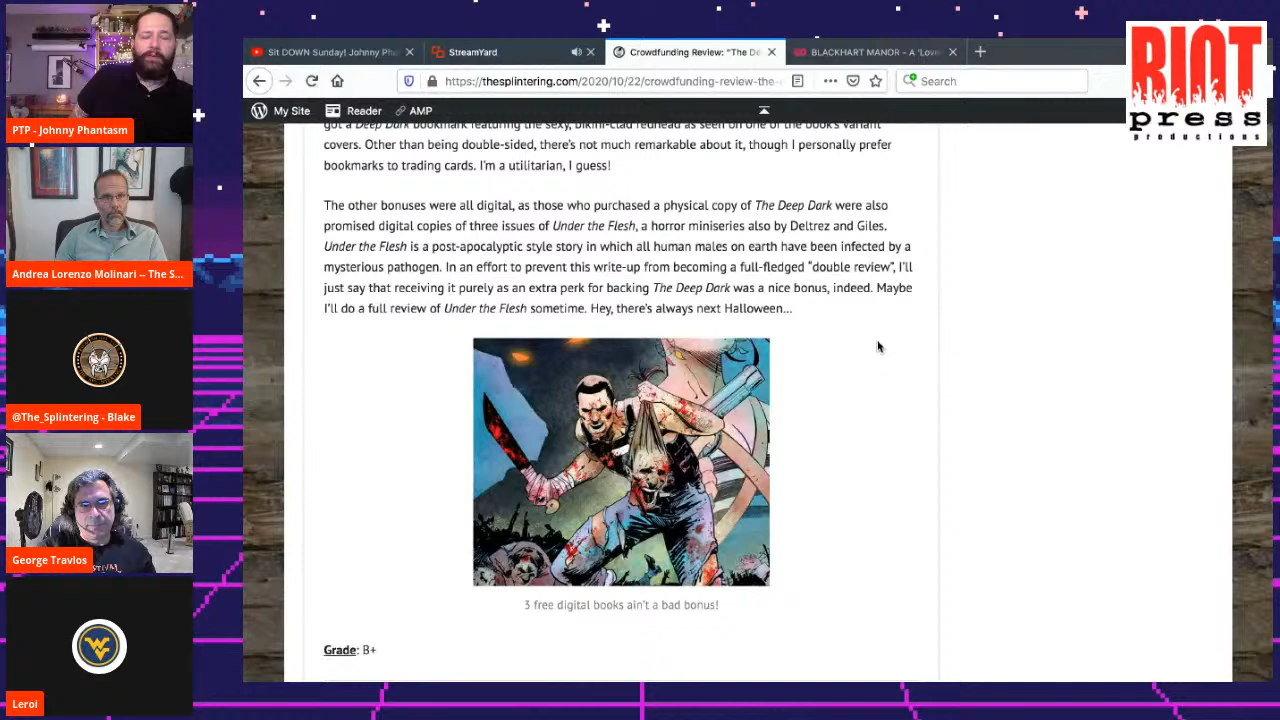 PTP - Johnny Phantasm
Andrea Lorenzo Molinari -- The S...
@The_Splintering - Blake
George Travlos
Lerol
Sit DOWN Sunday! Johnny Pha
StreamYard
Crowdfunding Review: "The De
BLACKHART MANOR – A 'Love
https://thesplintering.com/2020/10/22/crowdfunding-review-the-
Search
My Site
Reader
AMP
RIOT
press
productions
got a Deep Dark bookmark featuring the sexy, bikini-clad redhead as seen on one of the book's variant
covers. Other than being double-sided, there's not much remarkable about it, though I personally prefer
bookmarks to trading cards. I'm a utilitarian, I guess!
The other bonuses were all digital, as those who purchased a physical copy of The Deep Dark were also
promised digital copies of three issues of Under the Flesh, a horror miniseries also by Deltrez and Giles.
Under the Flesh is a post-apocalyptic style story in which all human males on earth have been infected by a
mysterious pathogen. In an effort to prevent this write-up from becoming a full-fledged "double review", I'll
just say that receiving it purely as an extra perk for backing The Deep Dark was a nice bonus, indeed. Maybe
I'll do a full review of Under the Flesh sometime. Hey, there's always next Halloween...
3 free digital books ain't a bad bonus!
Grade: B+